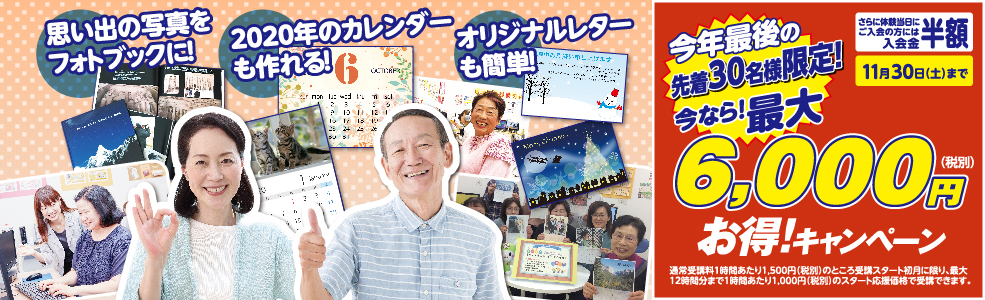 思い出の写真を
フォトブックに!
2020年のカレンダー
も作れる!
オリジナルレター
も簡単!
6
OCTOBER
1
今年最後の
先着30名様限定!
今なら!最大
6,000円
(税別)
お得!キャンペーン
さらに体験当日に
ご入会の方には
入会金
半額
11月30日(土)まで
通常受講料1時間あたり1,500円(税別)のところ受講スタート初月に限り、最大
12時間分まで1時間あたり1,000円(税別)のスタート応援価格で受講できます。